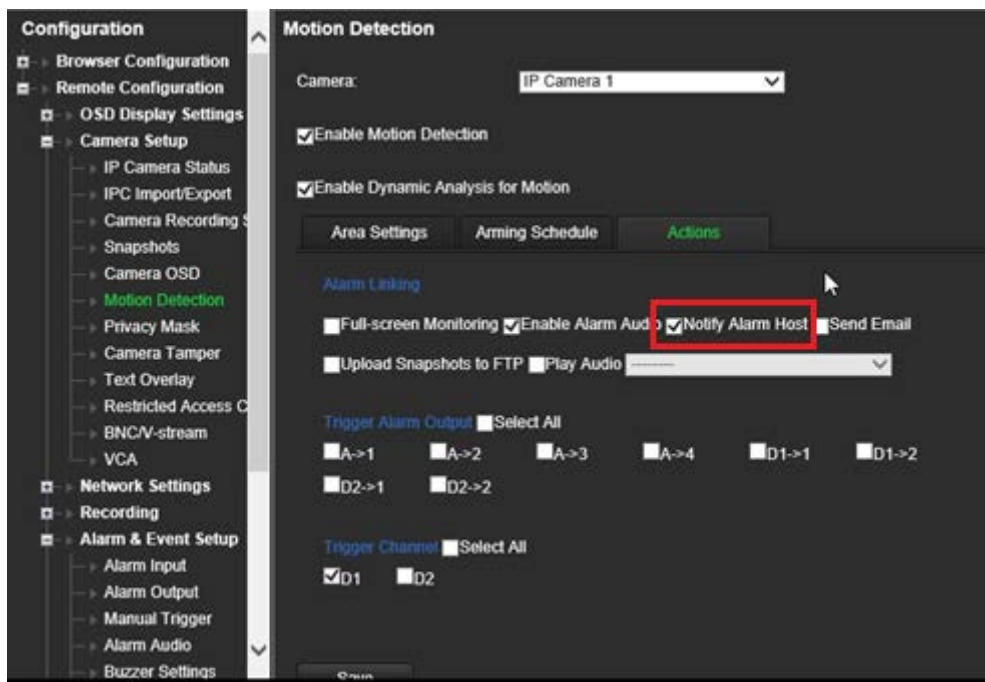 Configuration
Browser Configuration
Remote Configuration
OSD Display Settings
Camera Setup
IP Camera Status
IPC Import/Export
Camera Recording S
Snapshots
Camera OSD
Motion Detection
Privacy Mask
Camera Tamper
Text Overlay
Restricted Access C
BNC/V-stream
VCA
Network Settings
Recording
Alarm & Event Setup
Alarm Input
Alarm Output
Manual Trigger
Alarm Audio
Buzzer Settings
Motion Detection
Camera: IP Camera 1
Enable Motion Detection
Enable Dynamic Analysis for Motion
Area Settings Arming Schedule Actions
Alarm Linking
Full-screen Monitoring Enable Alarm Audio Notify Alarm Host Send Email
Upload Snapshots to FTP Play Audio ---------
Trigger Alarm Output Select All
A->1 A->2 A->3 A->4 D1->1 D1->2
D2->1 D2->2
Trigger Channel Select All
D1 D2
Save